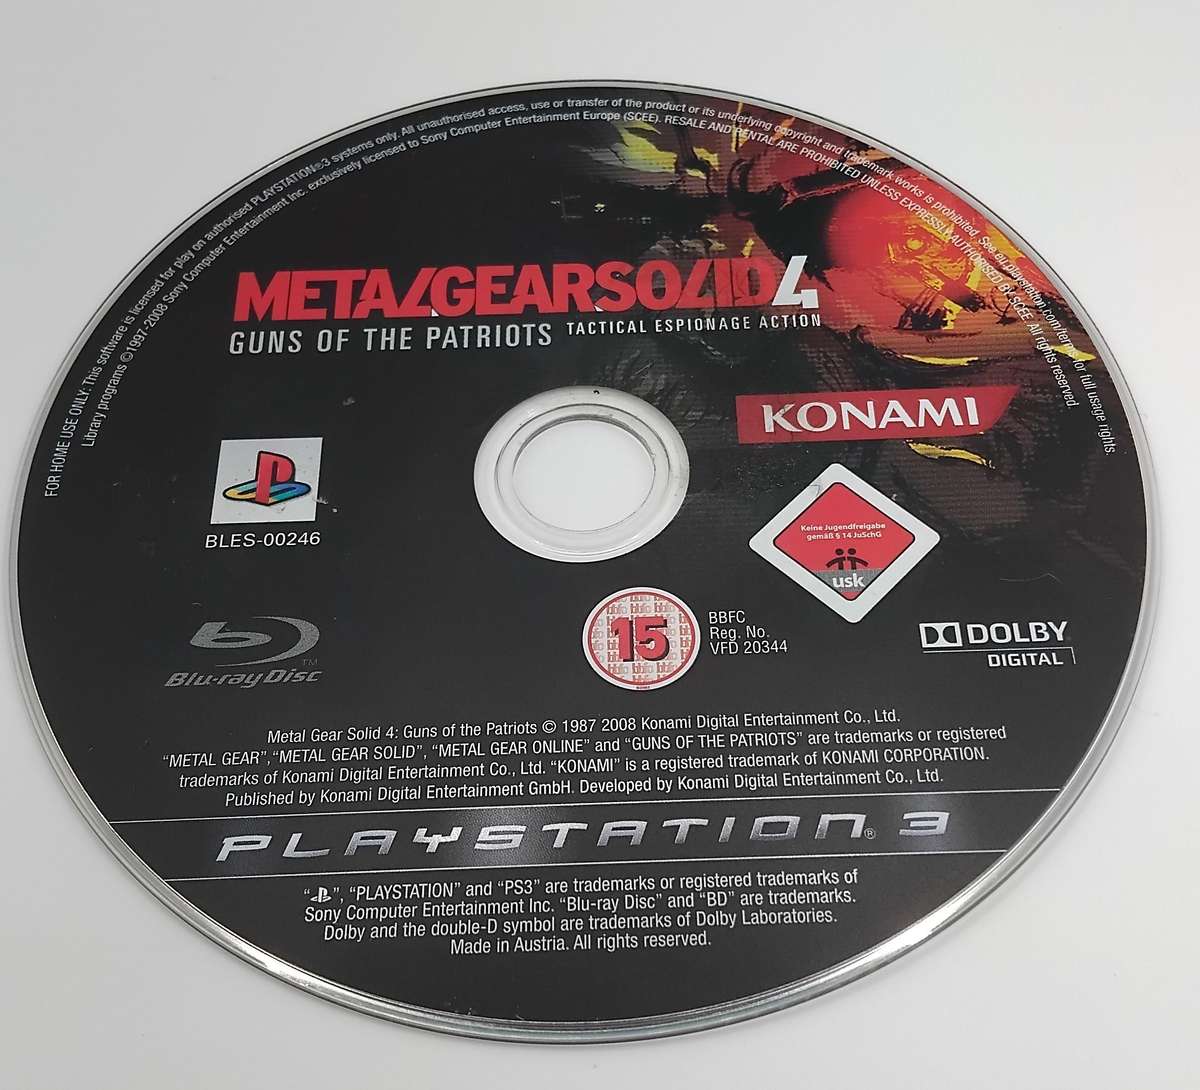 FOR HOME USE ONLY: This software is licensed for play on authorised PLAYSTATION®3 systems only. All unauthorised access, use or transfer of the product or its underlying copyright and trademark works is prohibited. See eu.playstation.com/terms for full usage rights.
Library programs ©1997-2008 Sony Computer Entertainment Inc. exclusively licensed to Sony Computer Entertainment Europe (SCEE). RESALE AND RENTAL ARE PROHIBITED UNLESS EXPRESSLY AUTHORISED BY SCEE. All rights reserved.
METAL GEAR SOLID 4
GUNS OF THE PATRIOTS TACTICAL ESPIONAGE ACTION
KONAMI
BLES-00246
Keine Jugendfreigabe
gemäß § 14 JuSchG
usk
15
BBFC
Reg. No.
VFD 20344
Blu-ray Disc TM
DOLBY
DIGITAL
Metal Gear Solid 4: Guns of the Patriots © 1987 2008 Konami Digital Entertainment Co., Ltd.
“METAL GEAR”, “METAL GEAR SOLID”, “METAL GEAR ONLINE” and “GUNS OF THE PATRIOTS” are trademarks or registered
trademarks of Konami Digital Entertainment Co., Ltd. “KONAMI” is a registered trademark of KONAMI CORPORATION.
Published by Konami Digital Entertainment GmbH. Developed by Konami Digital Entertainment Co., Ltd.
PLAYSTATION® 3
“ ”, “PLAYSTATION” and “PS3” are trademarks or registered trademarks of
Sony Computer Entertainment Inc. “Blu-ray Disc” and “BD” are trademarks.
Dolby and the double-D symbol are trademarks of Dolby Laboratories.
Made in Austria. All rights reserved.